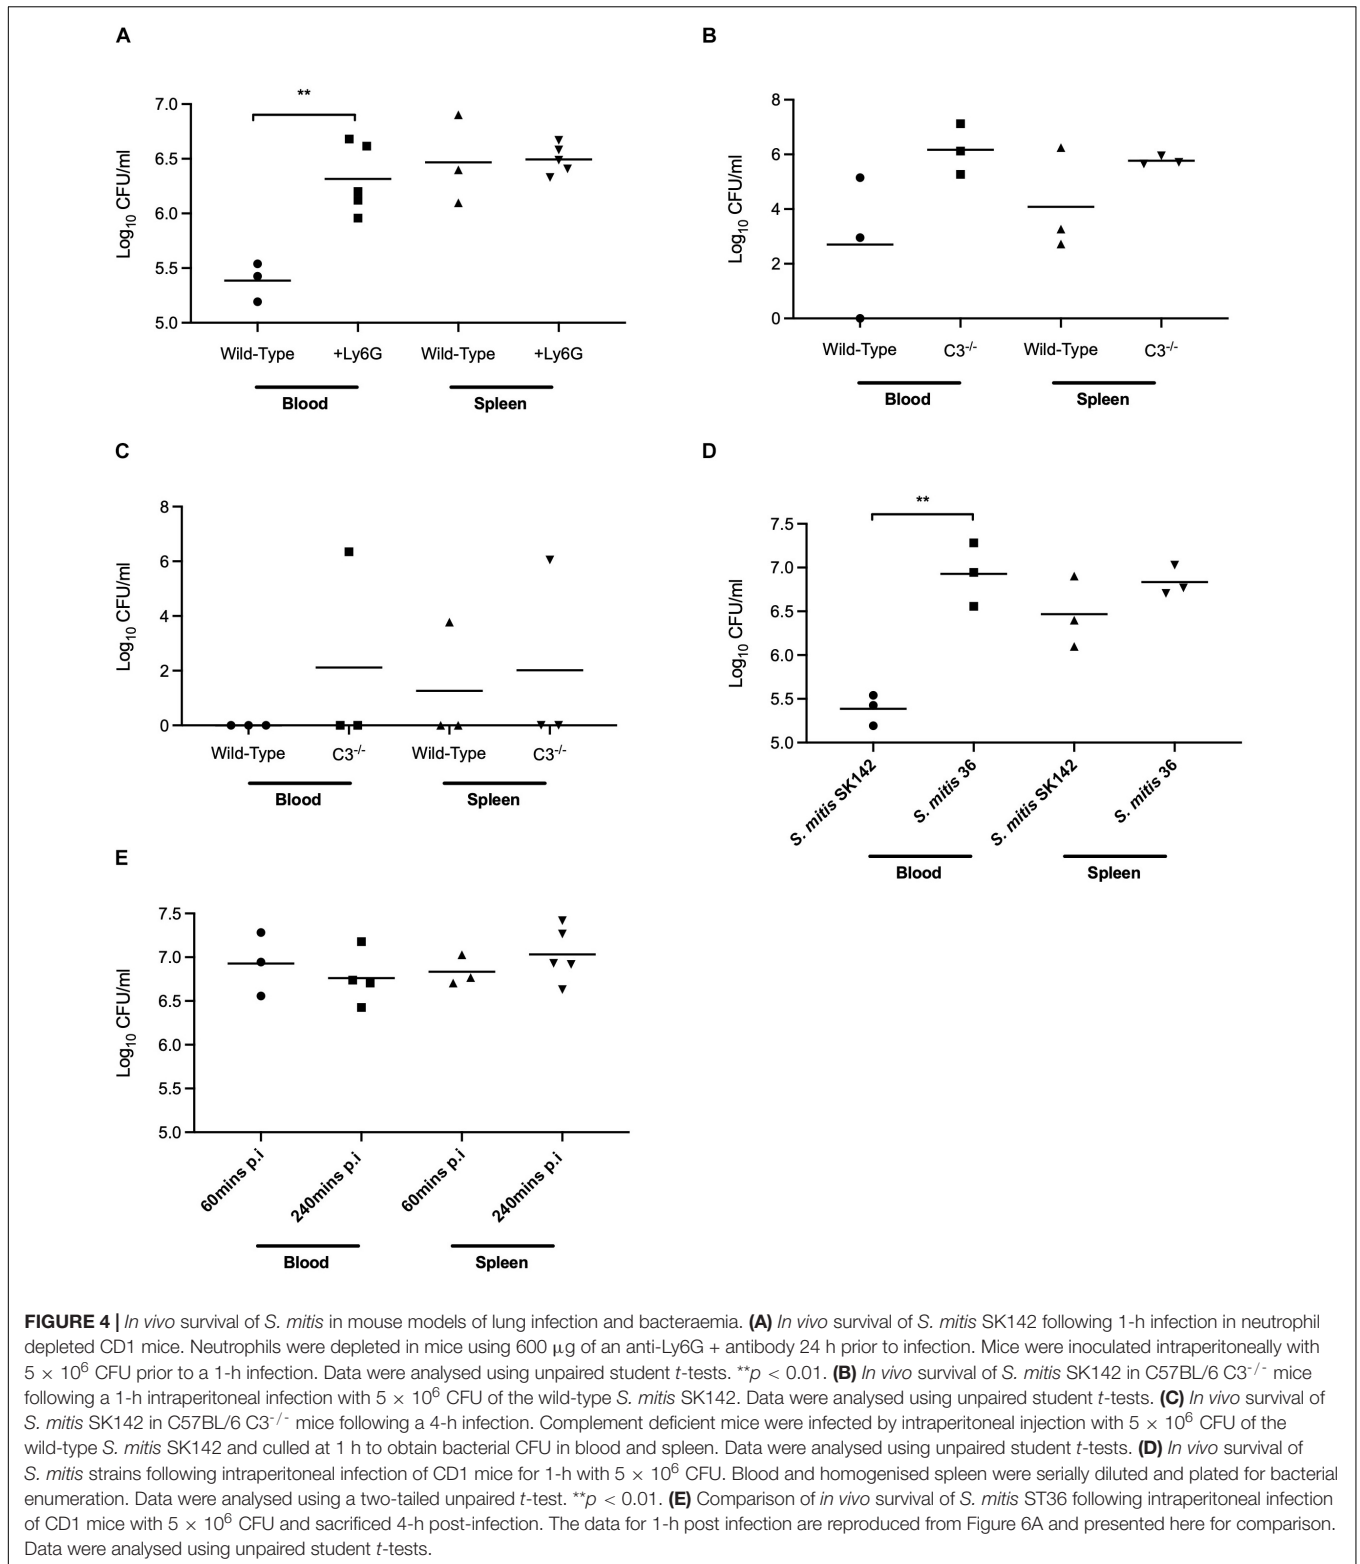 A
**
Log10 CFU/ml
7.0
6.5
6.0
5.5
5.0
Wild-Type +Ly6G Wild-Type +Ly6G
Blood Spleen
B
Log10 CFU/ml
8
6
4
2
0
Wild-Type C3-/- Wild-Type C3-/-
Blood Spleen
C
Log10 CFU/ml
8
6
4
2
0
Wild-Type C3-/- Wild-Type C3-/-
Blood Spleen
D
**
Log10 CFU/ml
7.5
7.0
6.5
6.0
5.5
5.0
S. mitis SK142 S. mitis 36 S. mitis SK142 S. mitis 36
Blood Spleen
E
Log10 CFU/ml
7.5
7.0
6.5
6.0
5.5
5.0
60mins p.i 240mins p.i 60mins p.i 240mins p.i
Blood Spleen
FIGURE 4 | In vivo survival of S. mitis in mouse models of lung infection and bacteraemia. (A) In vivo survival of S. mitis SK142 following 1-h infection in neutrophil
depleted CD1 mice. Neutrophils were depleted in mice using 600 μg of an anti-Ly6G + antibody 24 h prior to infection. Mice were inoculated intraperitoneally with
5 × 10⁶ CFU prior to a 1-h infection. Data were analysed using unpaired student t-tests. **p < 0.01. (B) In vivo survival of S. mitis SK142 in C57BL/6 C3-/- mice
following a 1-h intraperitoneal infection with 5 × 10⁶ CFU of the wild-type S. mitis SK142. Data were analysed using unpaired student t-tests. (C) In vivo survival of
S. mitis SK142 in C57BL/6 C3-/- mice following a 4-h infection. Complement deficient mice were infected by intraperitoneal injection with 5 × 10⁶ CFU of the
wild-type S. mitis SK142 and culled at 1 h to obtain bacterial CFU in blood and spleen. Data were analysed using unpaired student t-tests. (D) In vivo survival of
S. mitis strains following intraperitoneal infection of CD1 mice for 1-h with 5 × 10⁶ CFU. Blood and homogenised spleen were serially diluted and plated for bacterial
enumeration. Data were analysed using a two-tailed unpaired t-test. **p < 0.01. (E) Comparison of in vivo survival of S. mitis ST36 following intraperitoneal infection
of CD1 mice with 5 × 10⁶ CFU and sacrificed 4-h post-infection. The data for 1-h post infection are reproduced from Figure 6A and presented here for comparison.
Data were analysed using unpaired student t-tests.